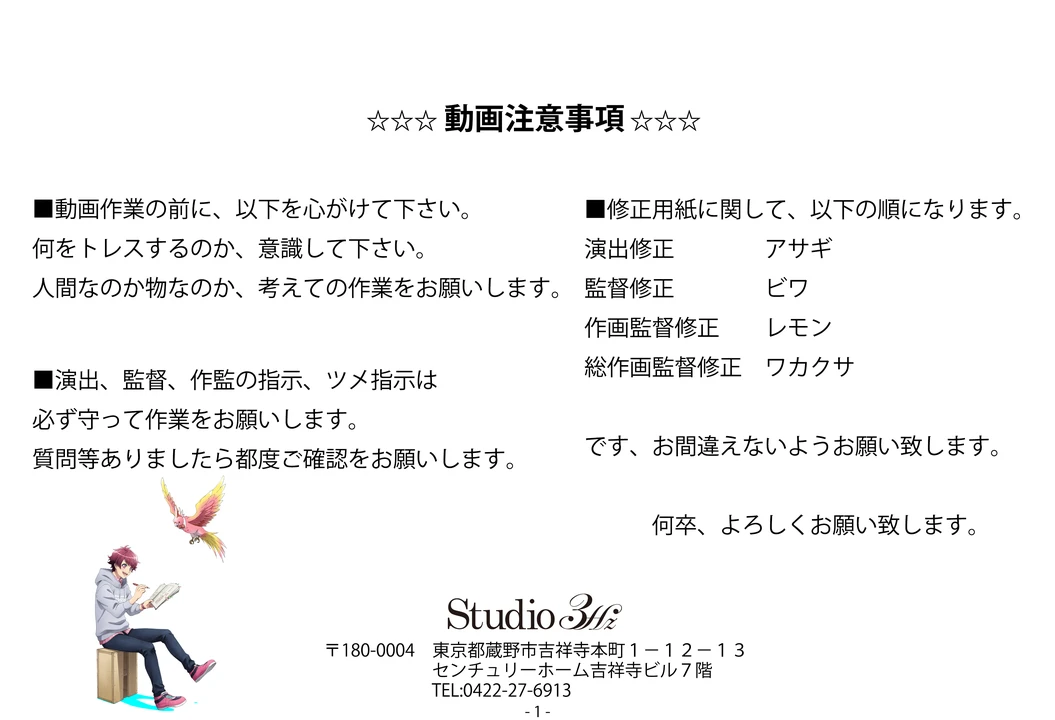 ☆☆☆ 動画注意事項 ☆☆☆
■動画作業の前に、以下を心がけて下さい。
何をトレスするのか、意識して下さい。
人間なのか物なのか、考えての作業をお願いします。
■演出、監督、作監の指示、ツメ指示は
必ず守って作業をお願いします。
質問等ありましたら都度ご確認をお願いします。
■修正用紙に関して、以下の順になります。
演出修正　　　　アサギ
監督修正　　　　ビワ
作画監督修正　　レモン
総作画監督修正　ワカクサ
です、お間違えないようお願い致します。
何卒、よろしくお願い致します。
Studio 3Hz
〒180-0004　東京都蔵野市吉祥寺本町１－１２－１３
センチュリーホーム吉祥寺ビル７階
TEL:0422-27-6913
- 1 -